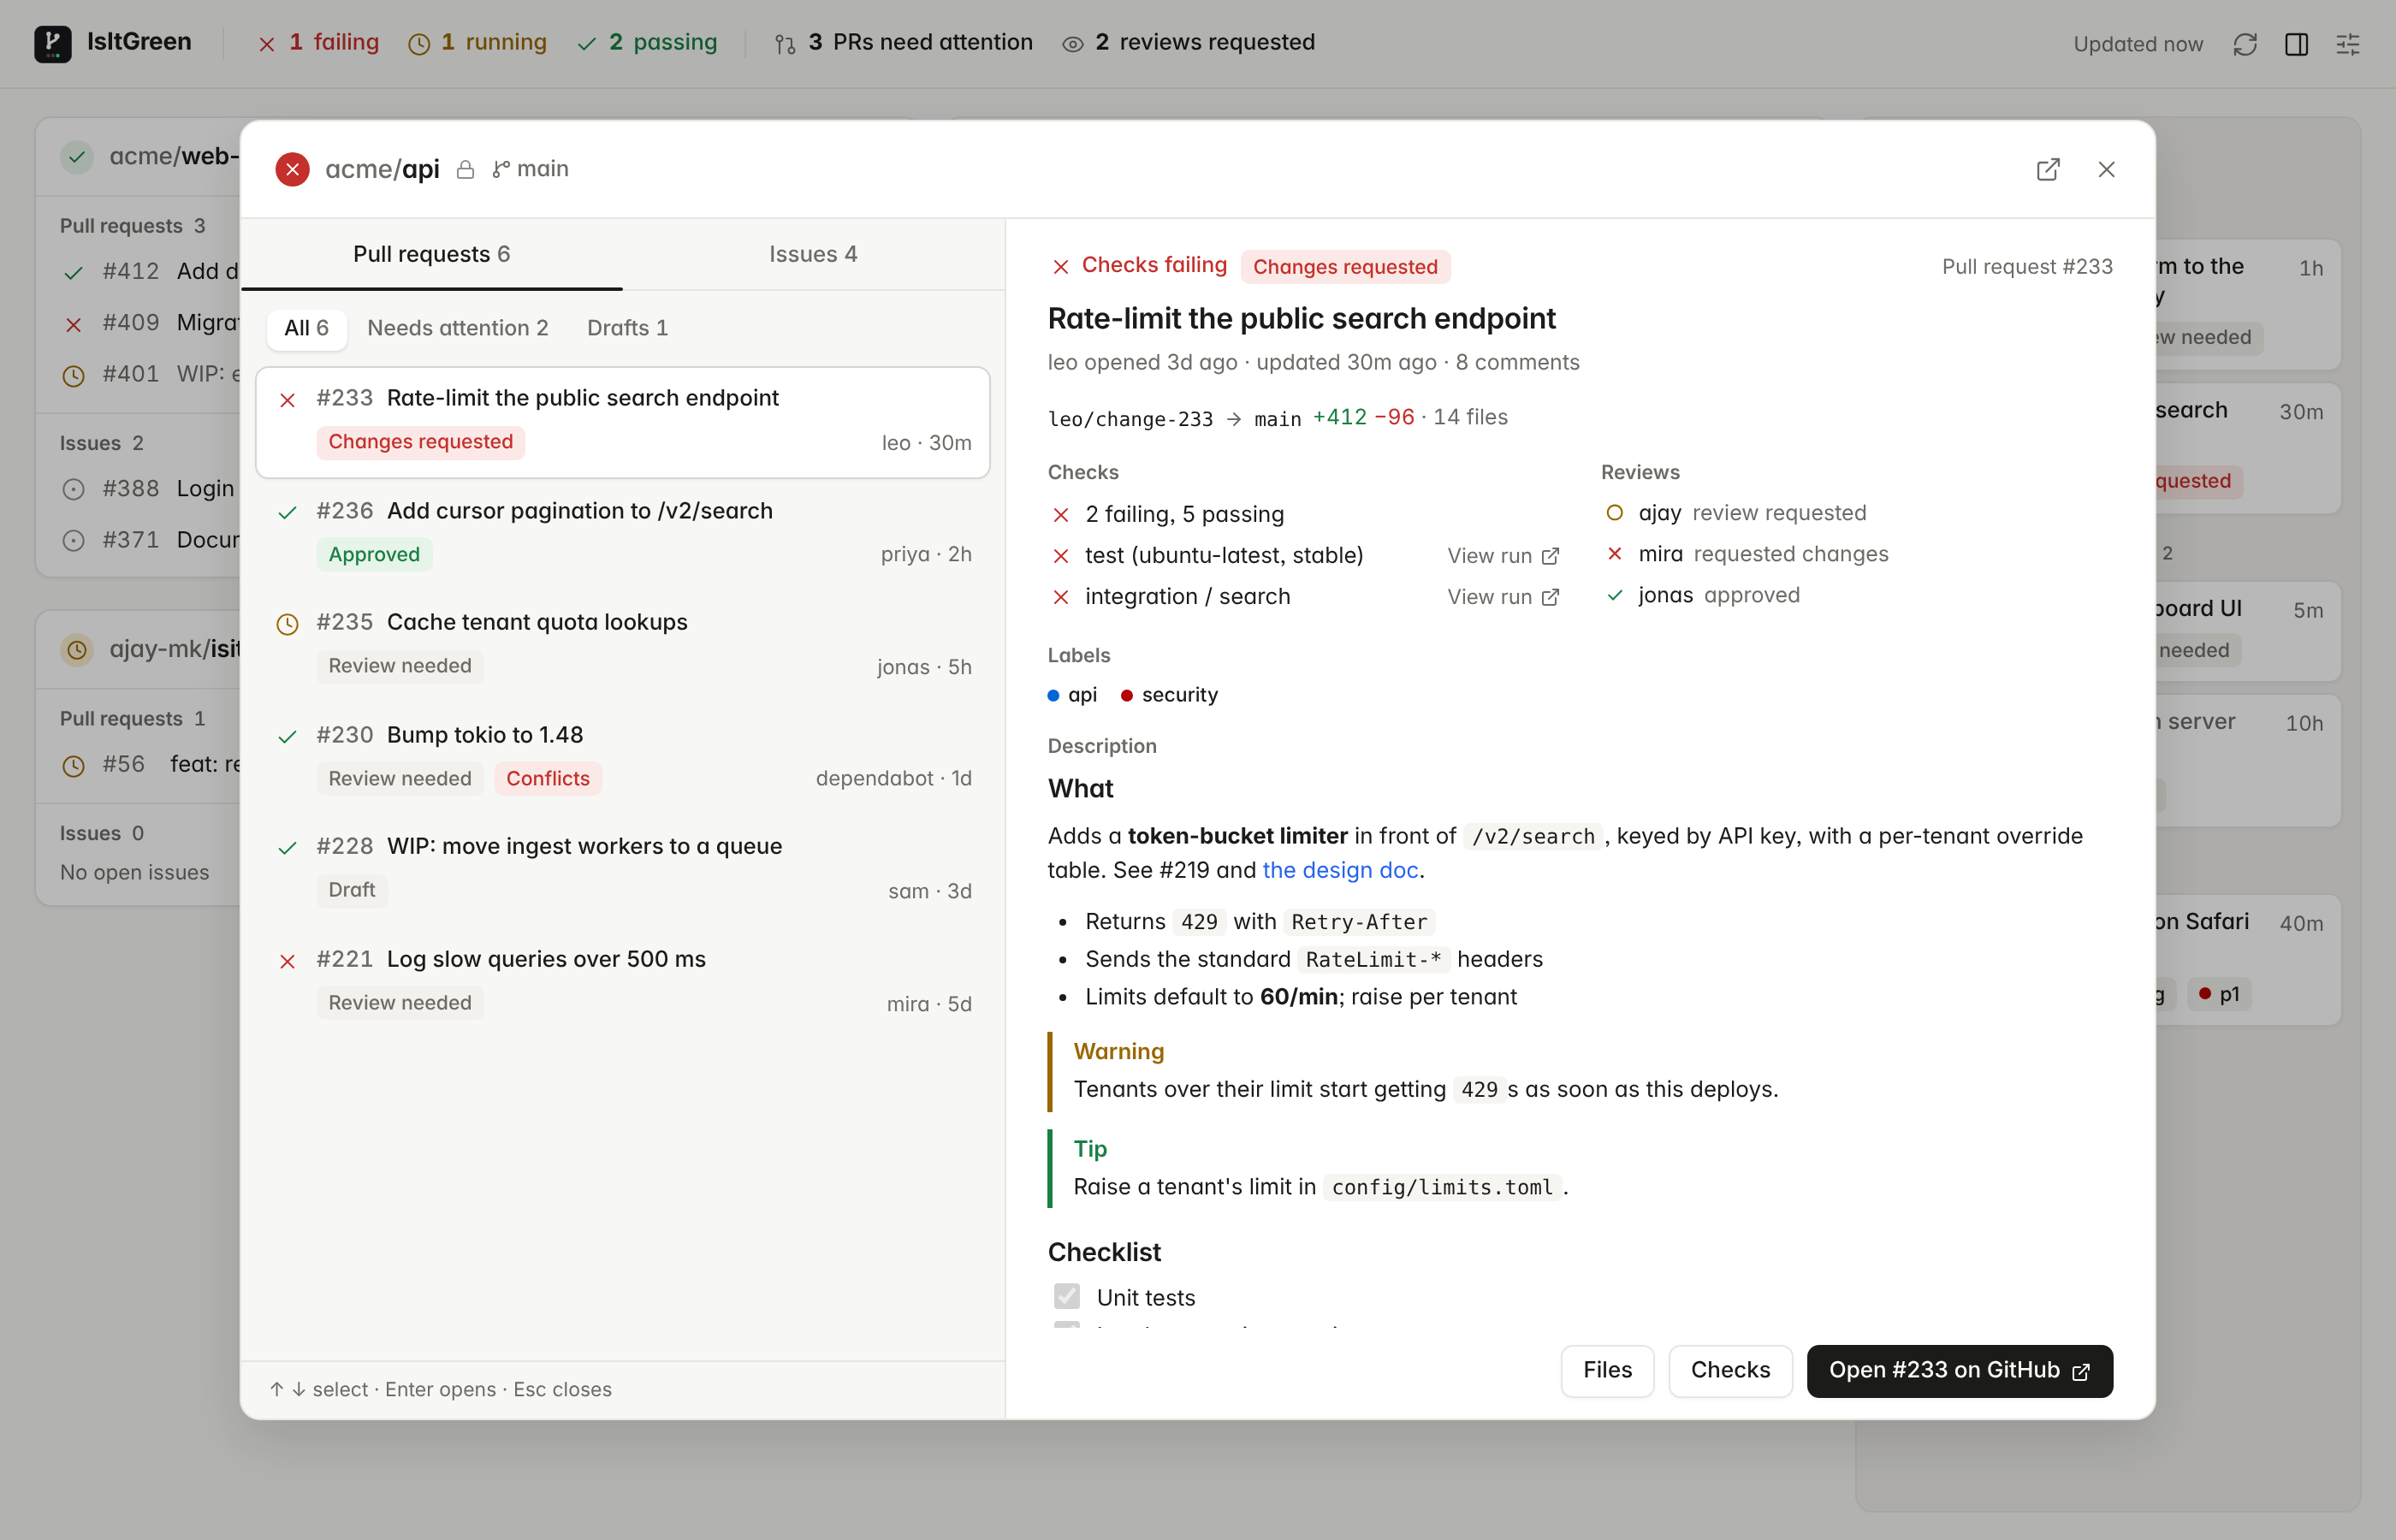 IsItGreen
1 failing
1 running
2 passing
3 PRs need attention
2 reviews requested
Updated now
acme/web-
Pull requests 3
#412 Add d
#409 Migrat
#401 WIP: e
Issues 2
#388 Login
#371 Docur
ajay-mk/isit
Pull requests 1
#56 feat: re
Issues 0
No open issues
acme/api
main
Pull requests 6
Issues 4
All 6
Needs attention 2
Drafts 1
#233 Rate-limit the public search endpoint
Changes requested
leo · 30m
#236 Add cursor pagination to /v2/search
Approved
priya · 2h
#235 Cache tenant quota lookups
Review needed
jonas · 5h
#230 Bump tokio to 1.48
Review needed
Conflicts
dependabot · 1d
#228 WIP: move ingest workers to a queue
Draft
sam · 3d
#221 Log slow queries over 500 ms
Review needed
mira · 5d
↑ ↓ select · Enter opens · Esc closes
Checks failing
Changes requested
Pull request #233
Rate-limit the public search endpoint
leo opened 3d ago · updated 30m ago · 8 comments
leo/change-233 → main +412 −96 · 14 files
Checks
2 failing, 5 passing
test (ubuntu-latest, stable) View run
integration / search View run
Reviews
ajay review requested
mira requested changes
jonas approved
Labels
api
security
Description
What
Adds a token-bucket limiter in front of /v2/search, keyed by API key, with a per-tenant override
table. See #219 and the design doc.
• Returns 429 with Retry-After
• Sends the standard RateLimit-* headers
• Limits default to 60/min; raise per tenant
Warning
Tenants over their limit start getting 429s as soon as this deploys.
Tip
Raise a tenant's limit in config/limits.toml.
Checklist
Unit tests
Files
Checks
Open #233 on GitHub
m to the 1h
y
ew needed
search 30m
quested
2
board UI 5m
needed
server 10h
on Safari 40m
g
p1